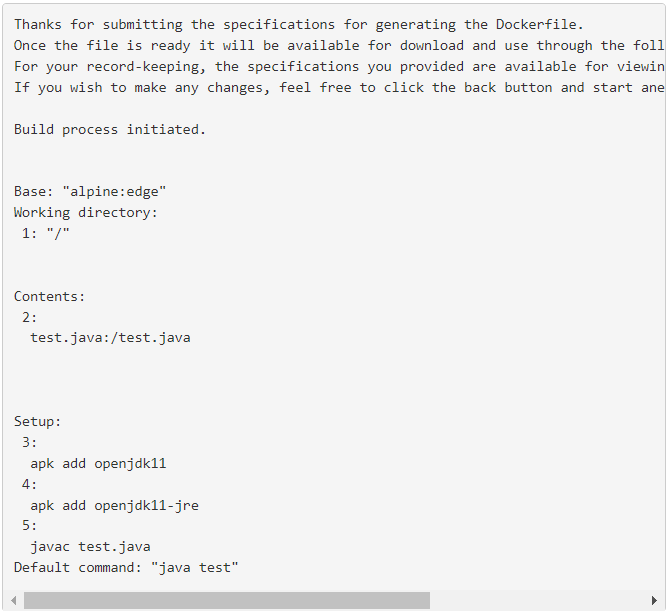 Thanks for submitting the specifications for generating the Dockerfile.
Once the file is ready it will be available for download and use through the
For your record-keeping, the specifications you provided are available for
If you wish to make any changes, feel free to click the back button and start
Build process initiated.
Base: "alpine:edge"
Working directory:
1: "/"
Contents:
2:
test.java:/test.java
Setup:
3:
apk add openjdk11
4:
apk add openjdk11-jre
5:
javac test.java
Default command: "java test"